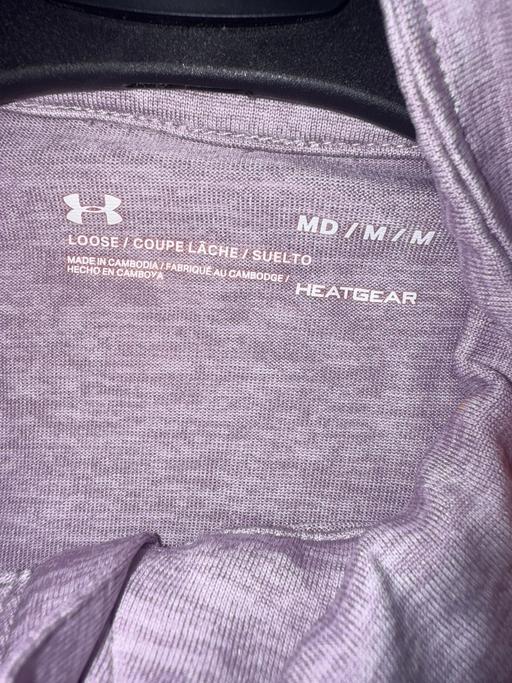 MD / M / M
LOOSE / COUPE LÂCHE / SUELTO
MADE IN CAMBODIA / FABRIQUÉ AU CAMBODGE /
HECHO EN CAMBOYA
HEATGEAR